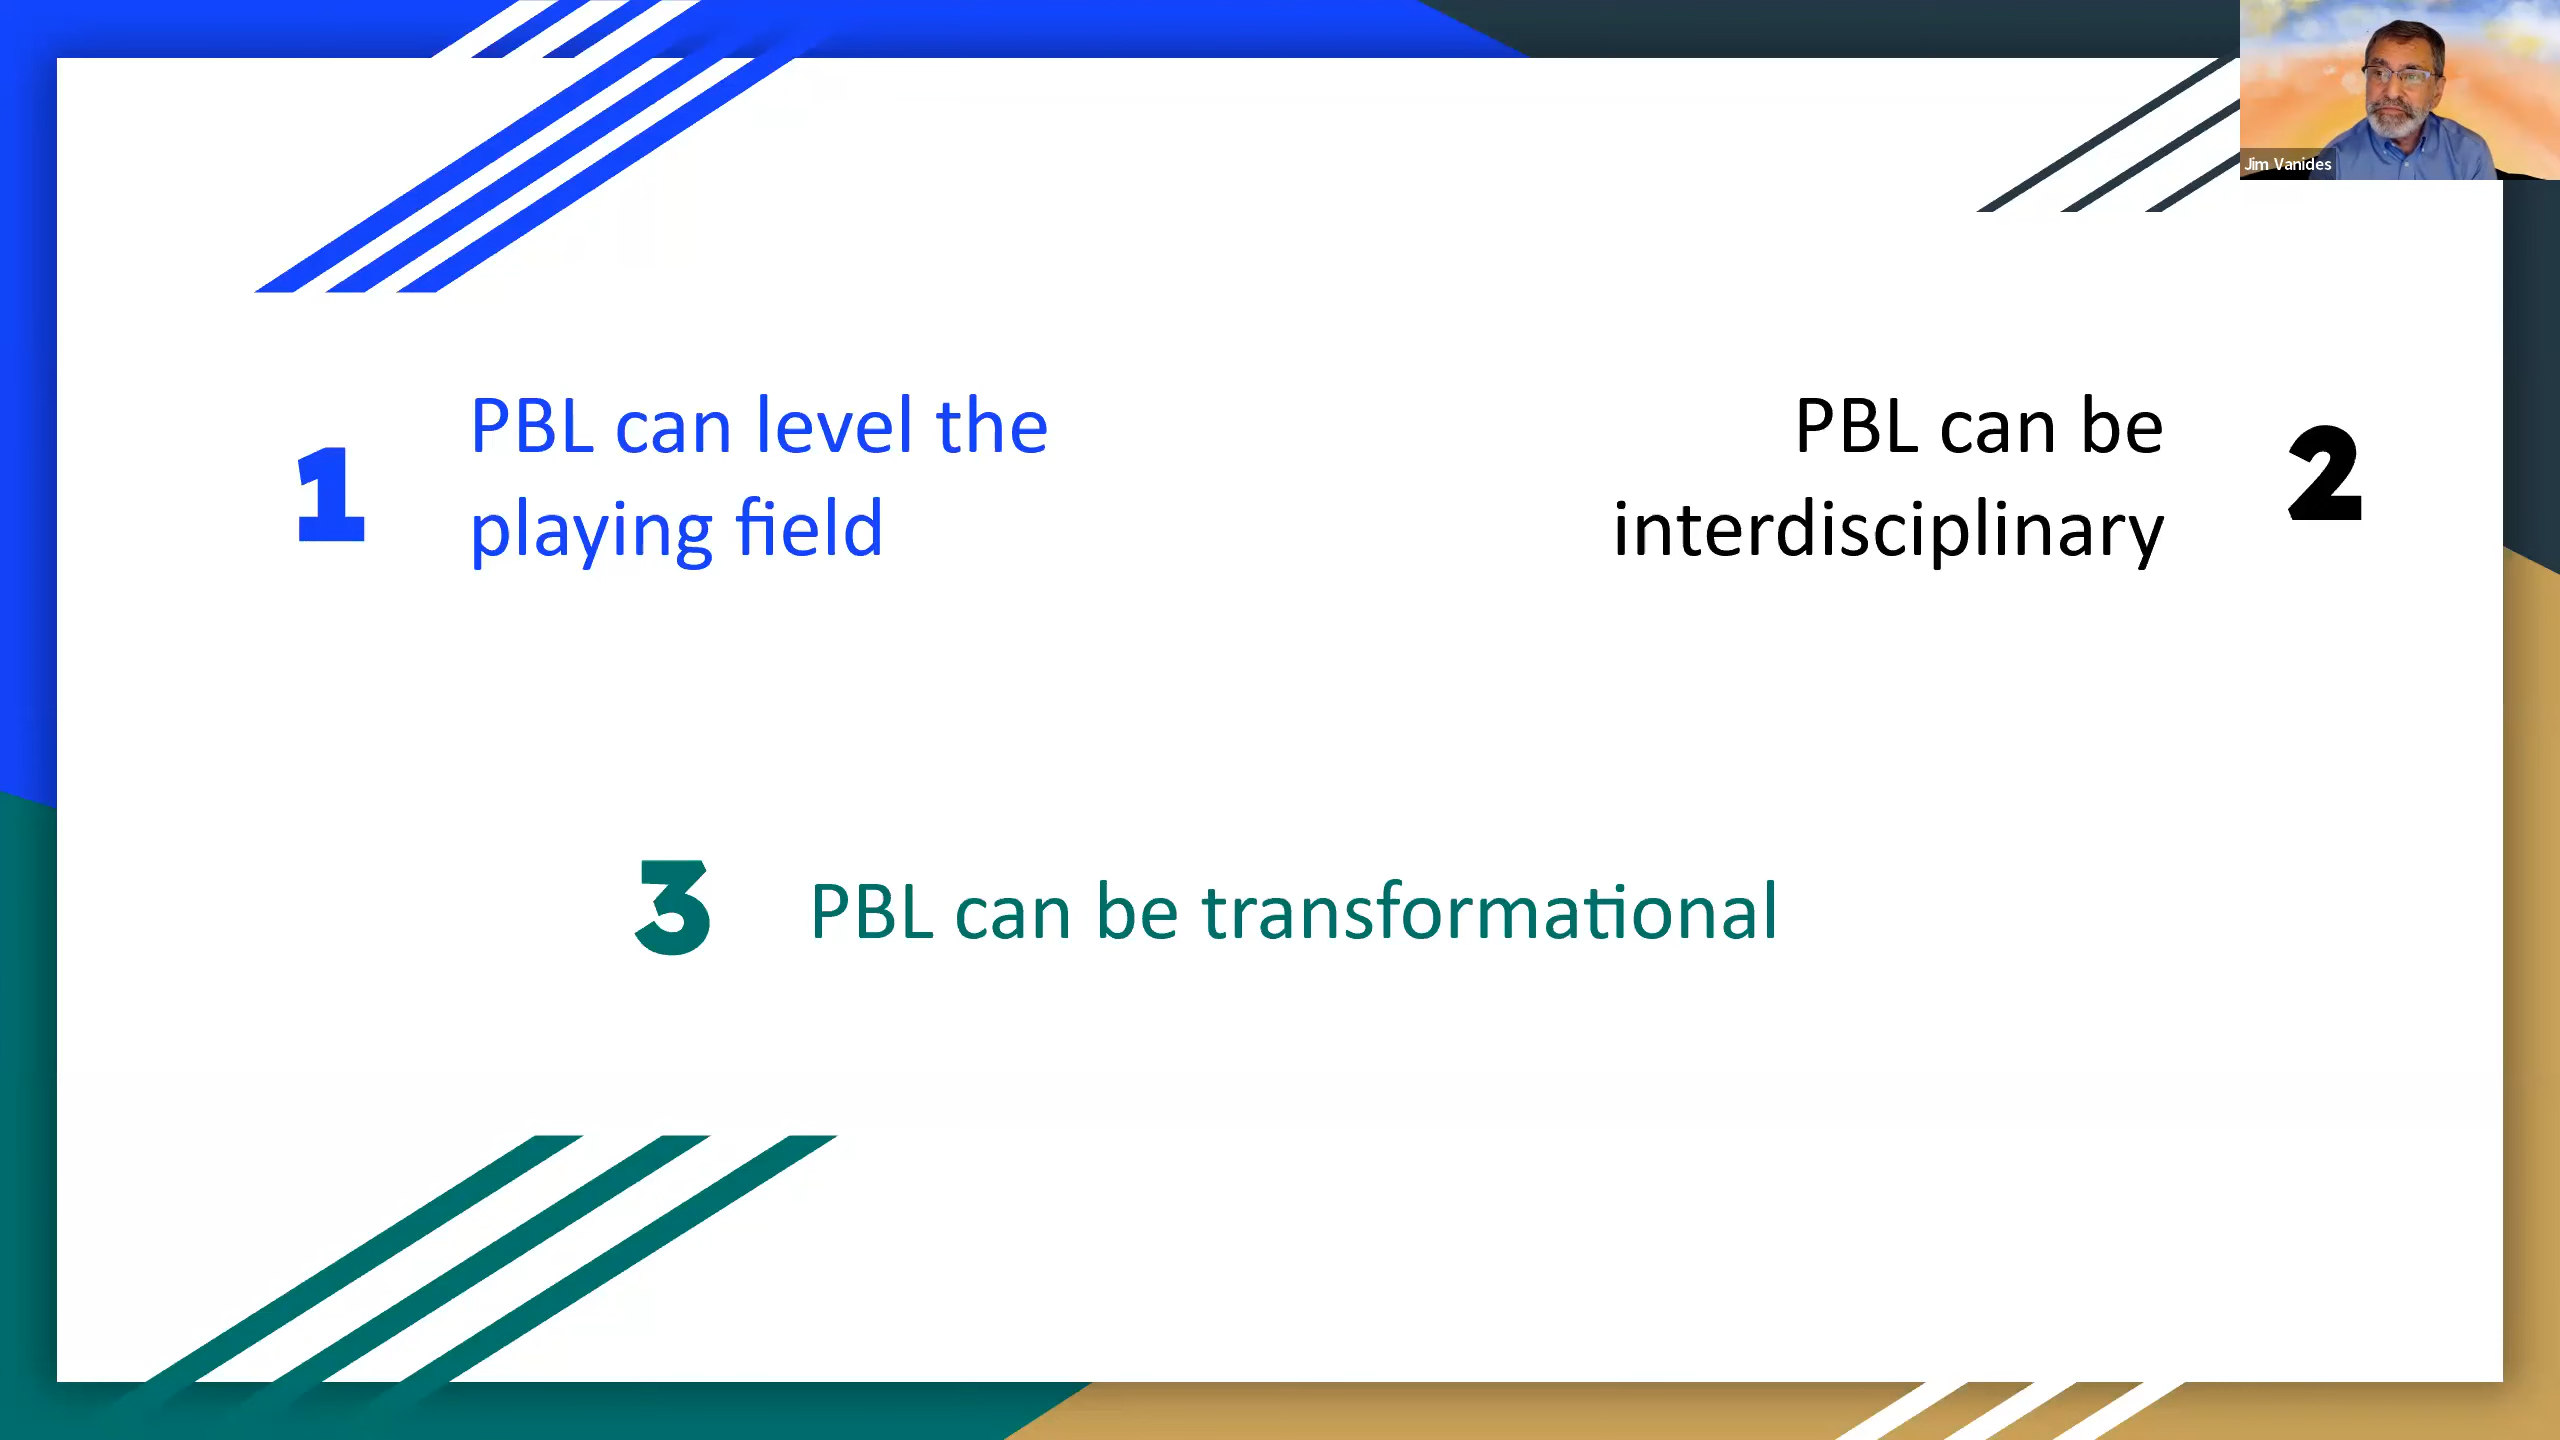 Jim Vanides
1
PBL can level the
playing field
PBL can be
interdisciplinary
2
3
PBL can be transformational